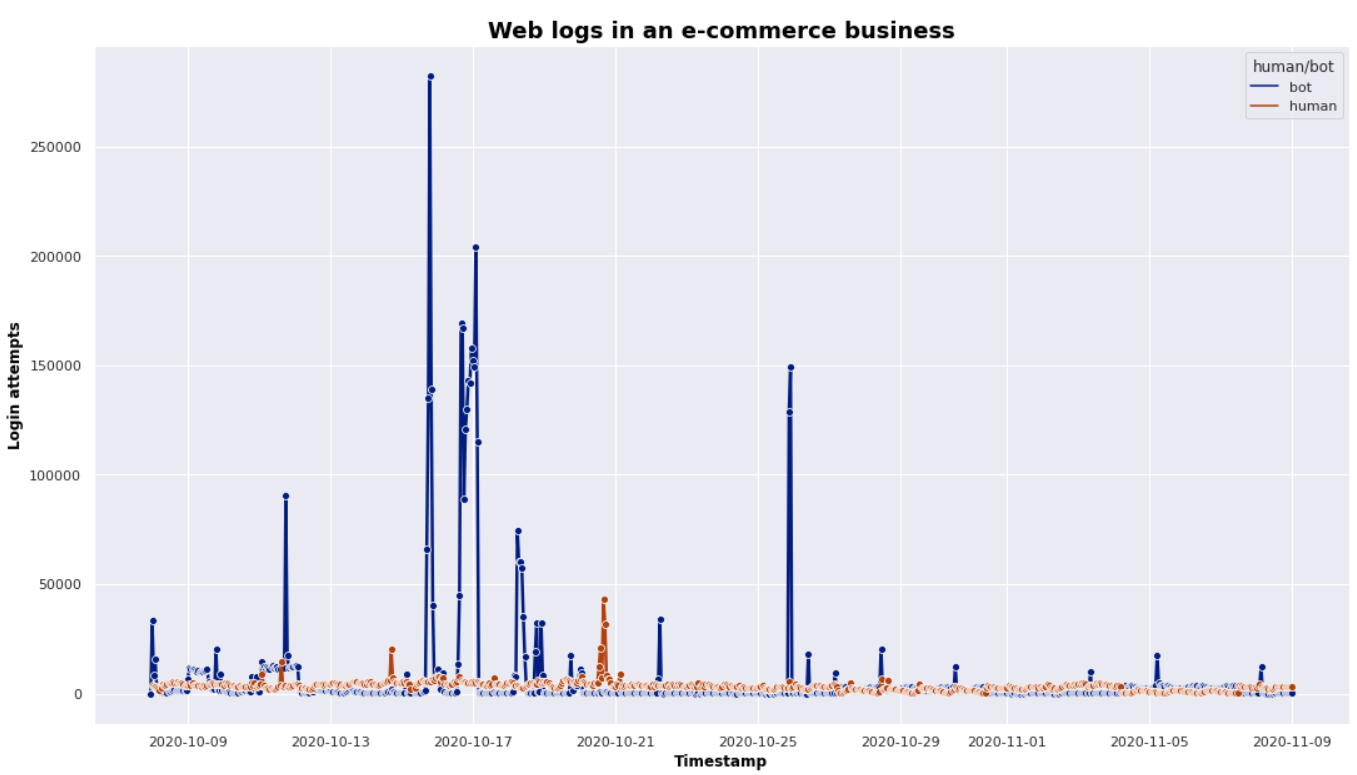 Web logs in an e-commerce business
human/bot
bot
human
250000
200000
150000
100000
50000
0
Login attempts
2020-10-09 2020-10-13 2020-10-17 2020-10-21 2020-10-25 2020-10-29 2020-11-01 2020-11-05 2020-11-09
Timestamp